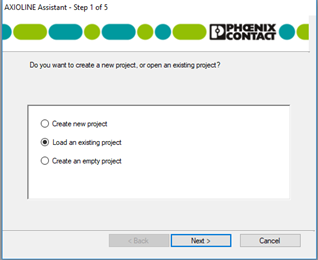 AXIOLINE Assistant - Step 1 of 5
PHŒNIX
CONTACT
Do you want to create a new project, or open an existing project?
Create new project
Load an existing project
Create an empty project
< Back
Next >
Cancel